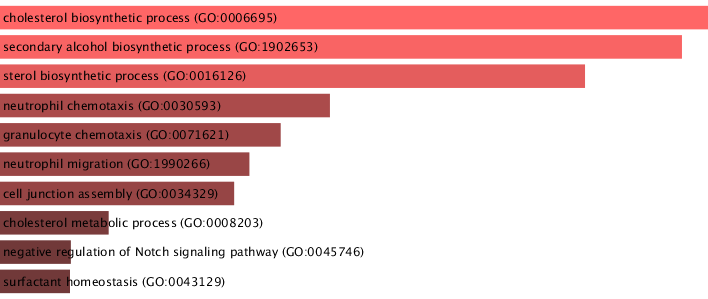 cholesterol biosynthetic process (GO:0006695)
secondary alcohol biosynthetic process (GO:1902653)
sterol biosynthetic process (GO:0016126)
neutrophil chemotaxis (GO:0030593)
granulocyte chemotaxis (GO:0071621)
neutrophil migration (GO:1990266)
cell junction assembly (GO:0034329)
cholesterol metabolic process (GO:0008203)
negative regulation of Notch signaling pathway (GO:0045746)
surfactant homeostasis (GO:0043129)